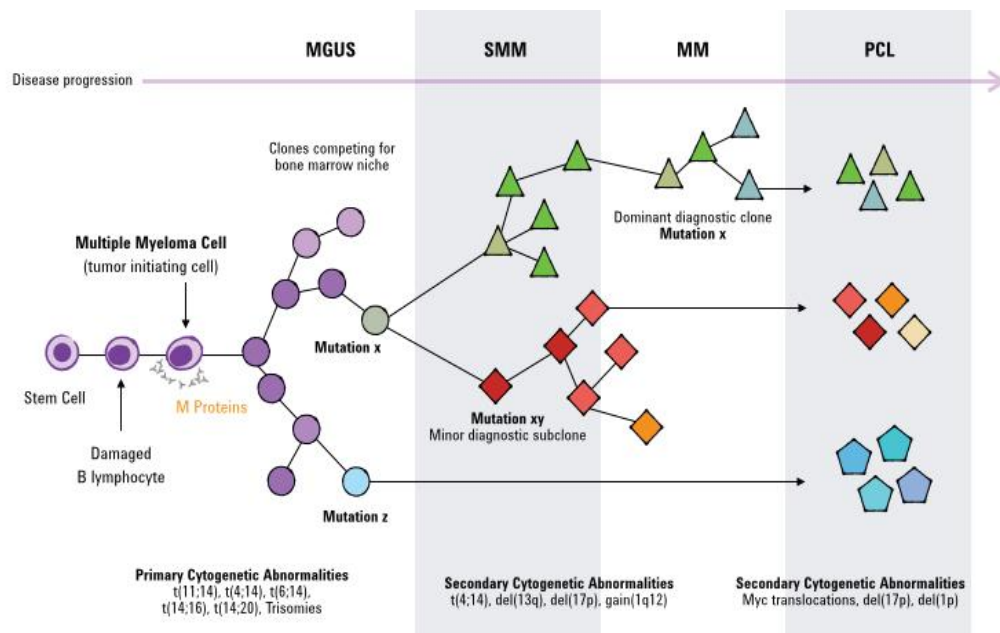 MGUS
SMM
MM
PCL
Disease progression
Clones competing for
bone marrow niche
Multiple Myeloma Cell
(tumor initiating cell)
Dominant diagnostic clone
Mutation x
Mutation x
Stem Cell
M Proteins
Mutation xy
Minor diagnostic subclone
Damaged
B lymphocyte
Mutation z
Primary Cytogenetic Abnormalities
t(11;14), t(4;14), t(6;14),
t(14;16), t(14;20), Trisomies
Secondary Cytogenetic Abnormalities
t(4;14), del(13q), del(17p), gain(1q12)
Secondary Cytogenetic Abnormalities
Myc translocations, del(17p), del(1p)